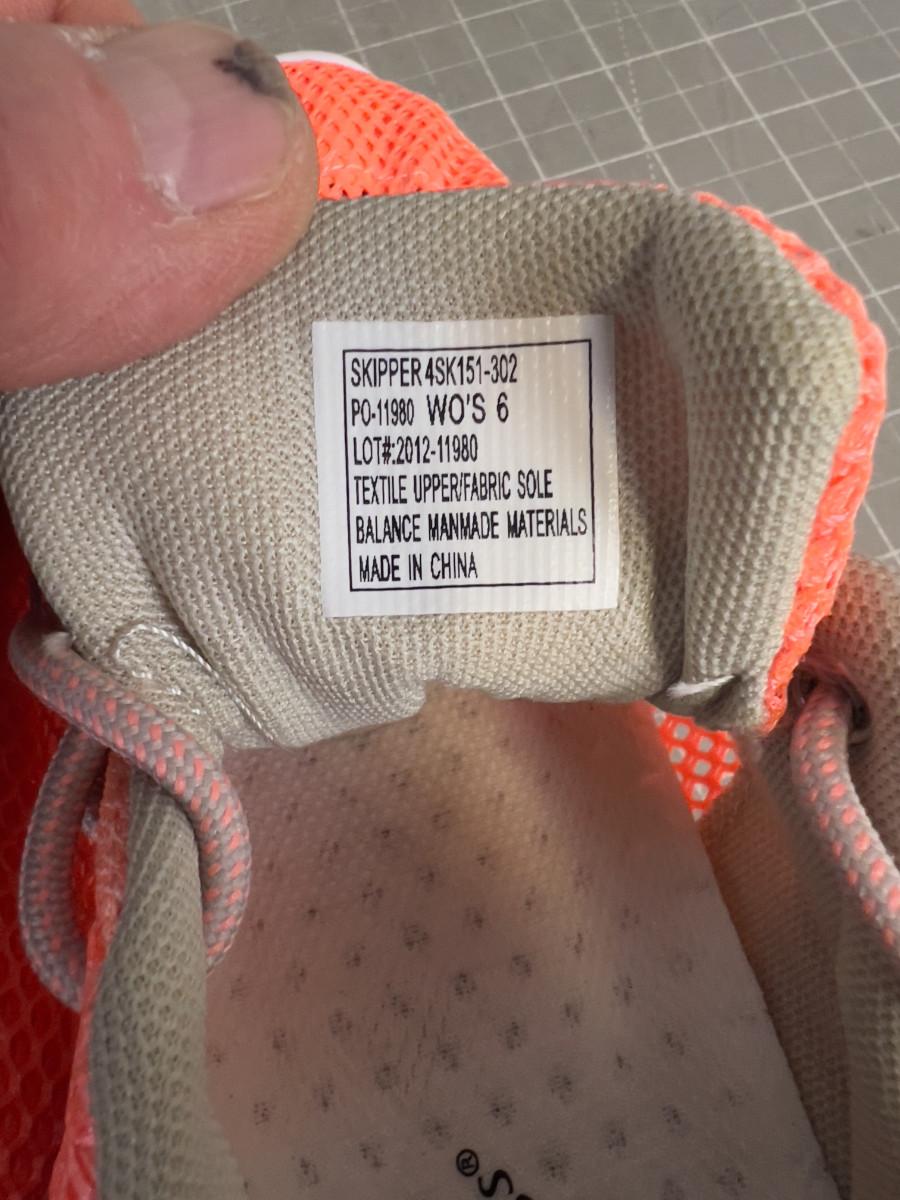 SKIPPER 4SK151-302
PO-11980 WO'S 6
LOT#:2012-11980
TEXTILE UPPER/FABRIC SOLE
BALANCE MANMADE MATERIALS
MADE IN CHINA
®